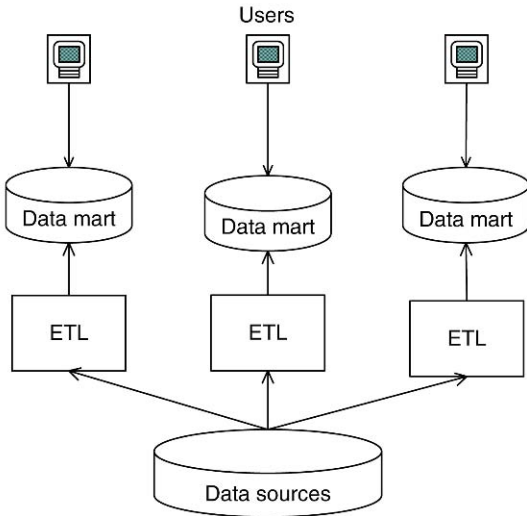 Users
Data mart
Data mart
Data mart
ETL
ETL
ETL
Data sources